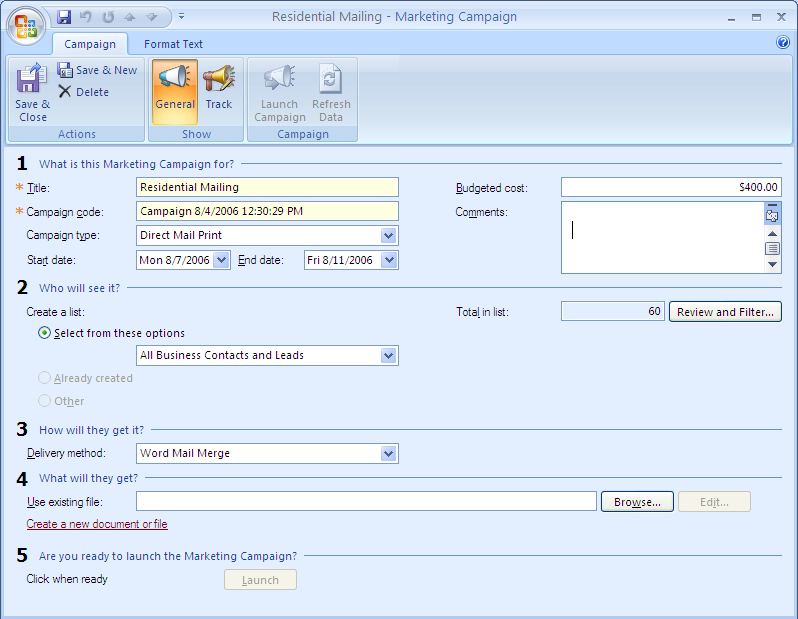 Residential Mailing - Marketing Campaign
Campaign Format Text
Save & Close
Save & New
Delete
Actions
General
Track
Show
Launch Campaign
Refresh Data
Campaign
1 What is this Marketing Campaign for?
* Title: Residential Mailing
Budgeted cost: $400.00
* Campaign code: Campaign 8/4/2006 12:30:29 PM
Comments:
Campaign type: Direct Mail Print
Start date: Mon 8/7/2006 End date: Fri 8/11/2006
2 Who will see it?
Create a list:
Total in list: 60 Review and Filter...
Select from these options
All Business Contacts and Leads
Already created
Other
3 How will they get it?
Delivery method: Word Mail Merge
4 What will they get?
Use existing file: Browse... Edit...
Create a new document or file
5 Are you ready to launch the Marketing Campaign?
Click when ready Launch